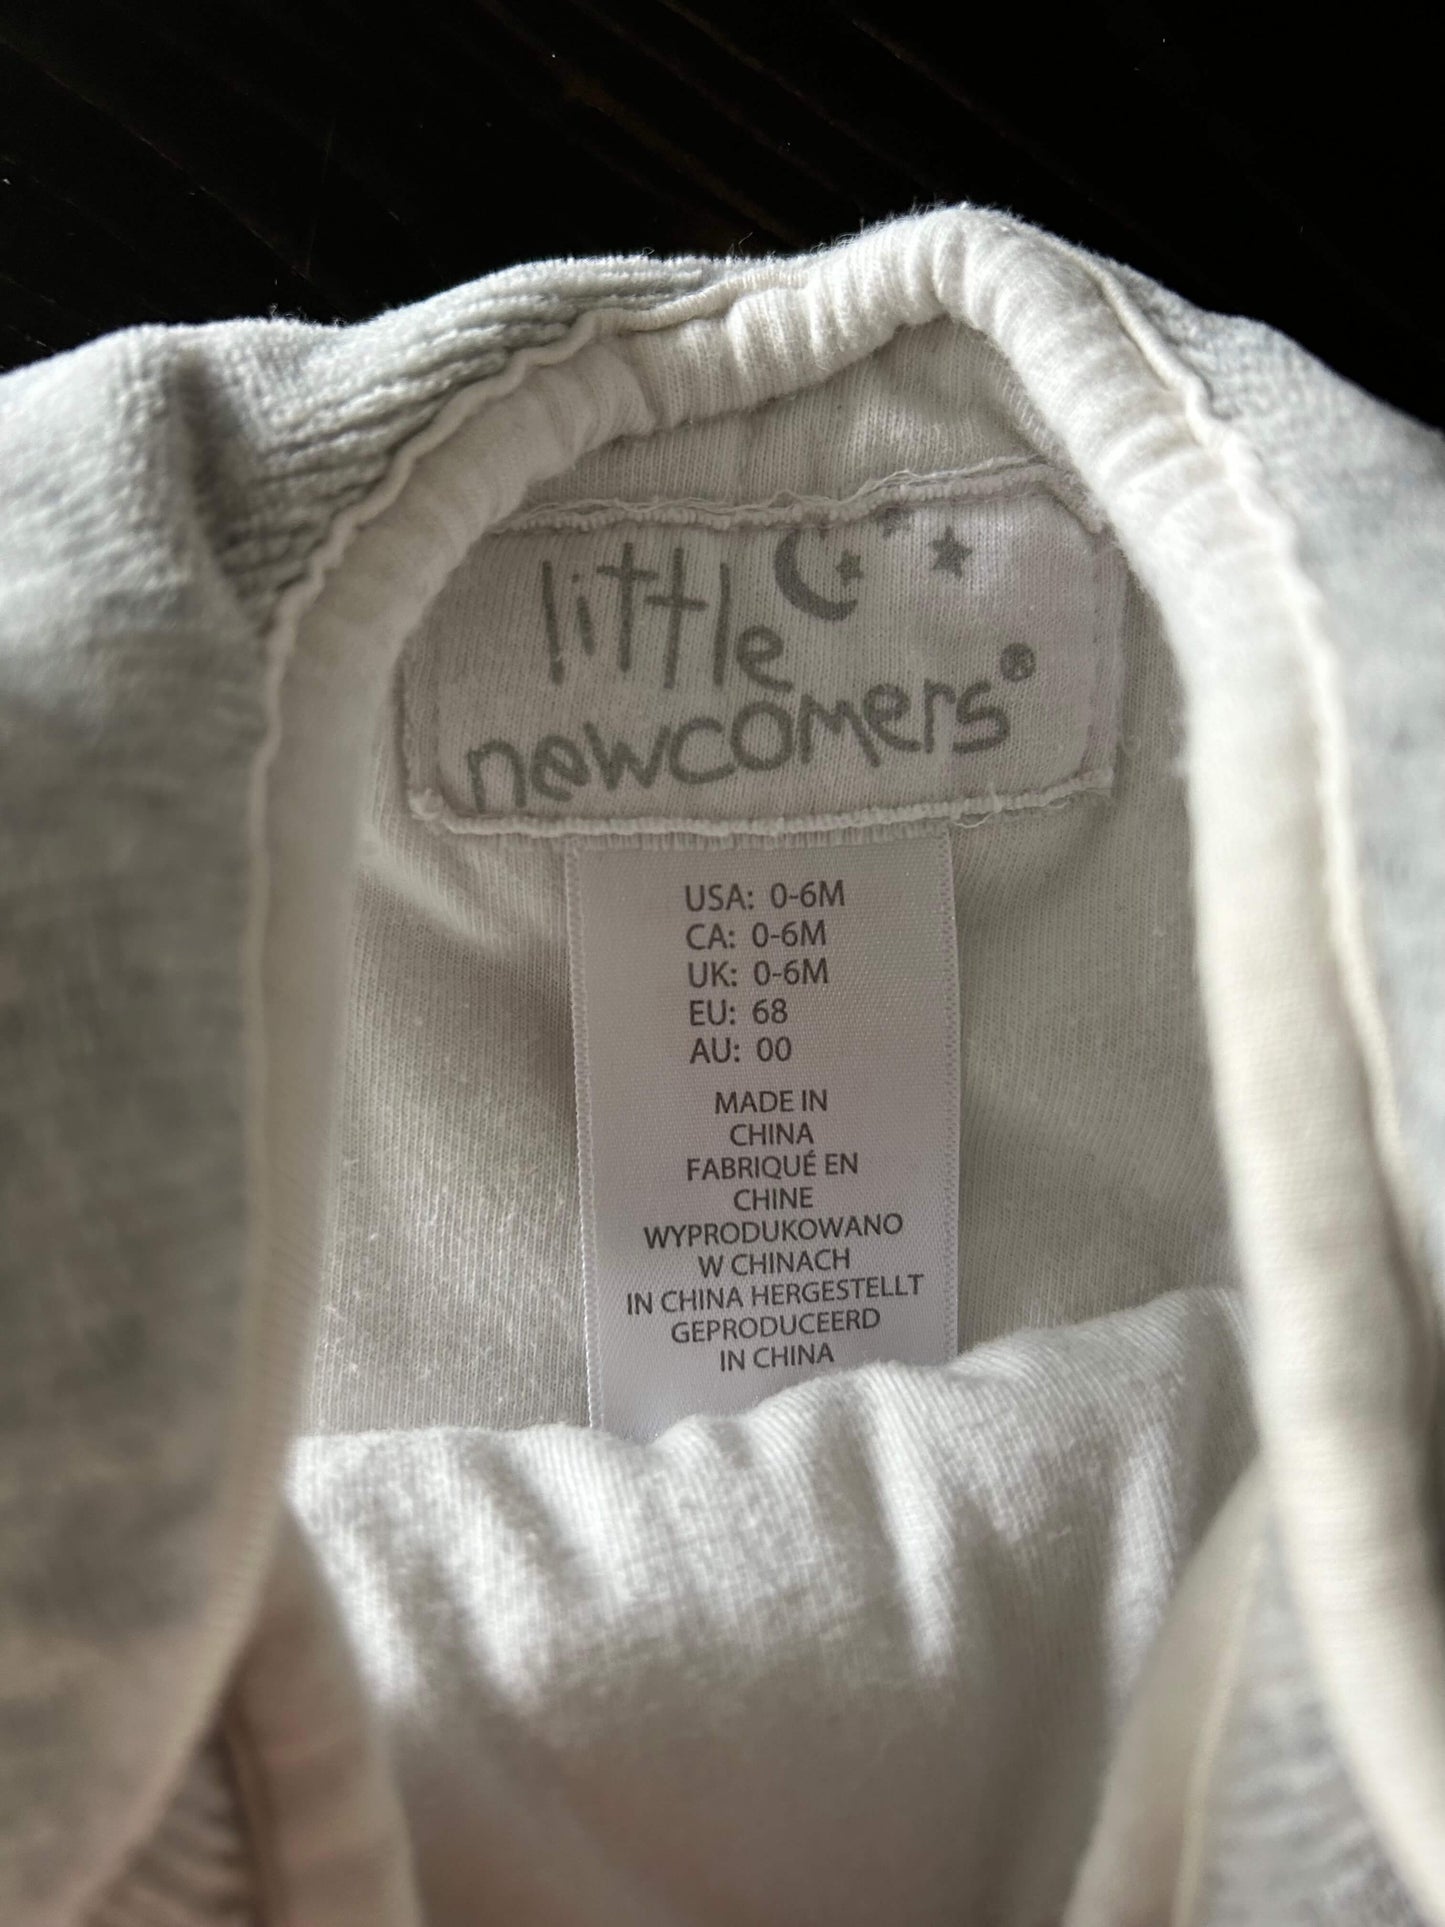 little
newcomers®
USA: 0-6M
CA: 0-6M
UK: 0-6M
EU: 68
AU: 00
MADE IN
CHINA
FABRIQUÉ EN
CHINE
WYPRODUKOWANO
W CHINACH
IN CHINA HERGESTELLT
GEPRODUCEERD
IN CHINA